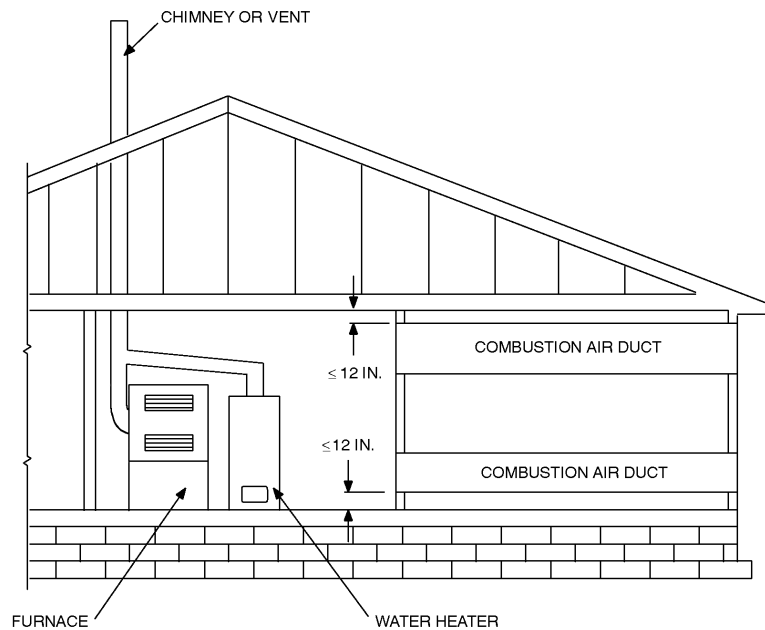 CHIMNEY OR VENT
COMBUSTION AIR DUCT
≤ 12 IN.
≤12 IN.
COMBUSTION AIR DUCT
FURNACE
WATER HEATER